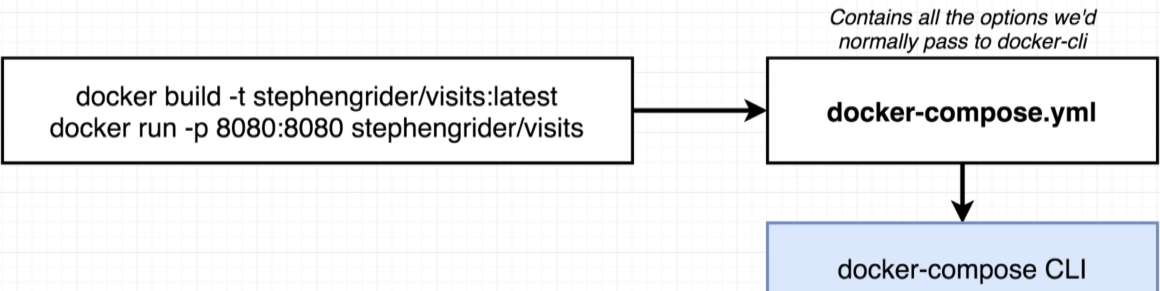 Contains all the options we'd
normally pass to docker-cli
docker build -t stephengrider/visits:latest
docker run -p 8080:8080 stephengrider/visits
docker-compose.yml
docker-compose CLI